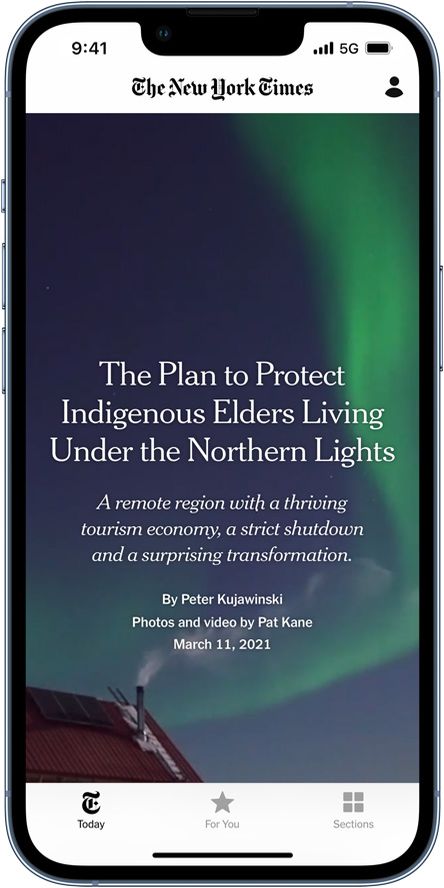 9:41
5G
The New York Times
The Plan to Protect
Indigenous Elders Living
Under the Northern Lights
A remote region with a thriving
tourism economy, a strict shutdown
and a surprising transformation.
By Peter Kujawinski
Photos and video by Pat Kane
March 11, 2021
T
Today
For You
Sections